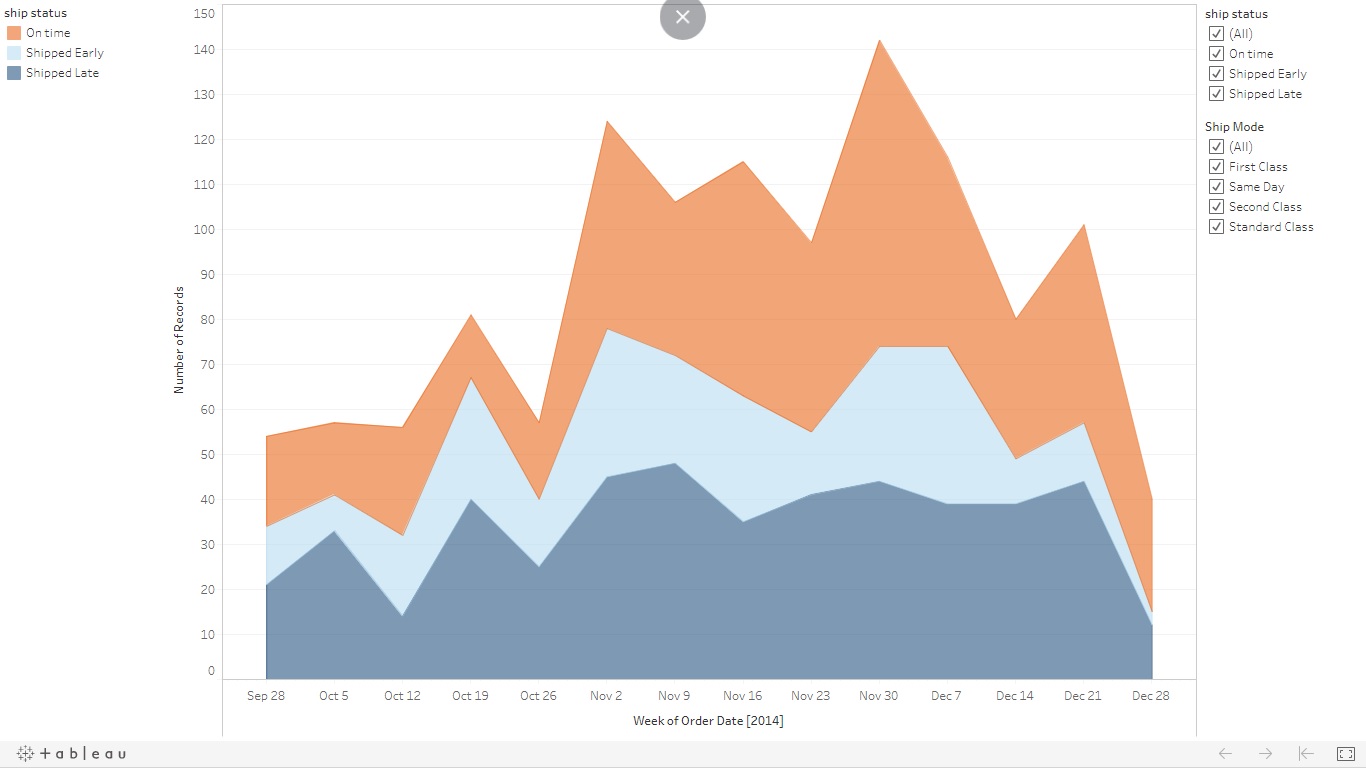 ship status
On time
Shipped Early
Shipped Late
150
140
130
120
110
100
90
80
70
60
50
40
30
20
10
0
Number of Records
Sep 28 Oct 5 Oct 12 Oct 19 Oct 26 Nov 2 Nov 9 Nov 16 Nov 23 Nov 30 Dec 7 Dec 14 Dec 21 Dec 28
Week of Order Date [2014]
ship status
(All)
On time
Shipped Early
Shipped Late
Ship Mode
(All)
First Class
Same Day
Second Class
Standard Class
+ableau